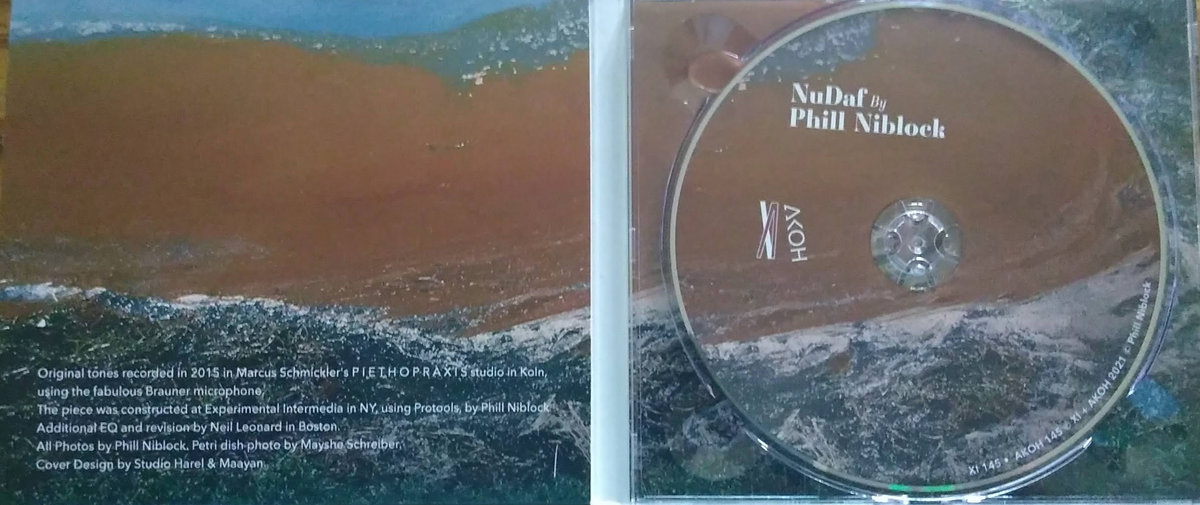 Original tones recorded in 2015 in Marcus Schmickler's P I E T H O P R A X I S studio in Koln,
using the fabulous Brauner microphone,
The piece was constructed at Experimental Intermedia in NY, using Protools, by Phill Niblock.
Additional EQ and revision by Neil Leonard in Boston.
All Photos by Phill Niblock, Petri dish photo by Mayshe Schreiber.
Cover Design by Studio Harel & Maayan.
NuDaf By
Phill Niblock
XI
ΛKOH
XI 145 • AKOH 145 - XI + AKOH 2021 - Phill Niblock